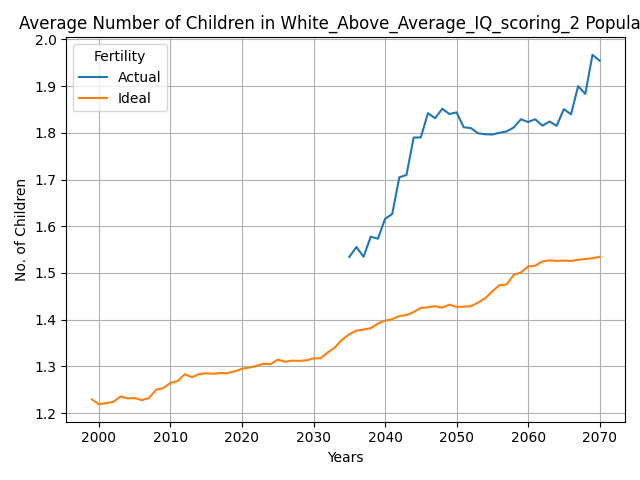 Average Number of Children in White_Above_Average_IQ_scoring_2 Popula
2.0
1.9
1.8
1.7
1.6
1.5
1.4
1.3
1.2
No. of Children
Fertility
Actual
Ideal
2000 2010 2020 2030 2040 2050 2060 2070
Years